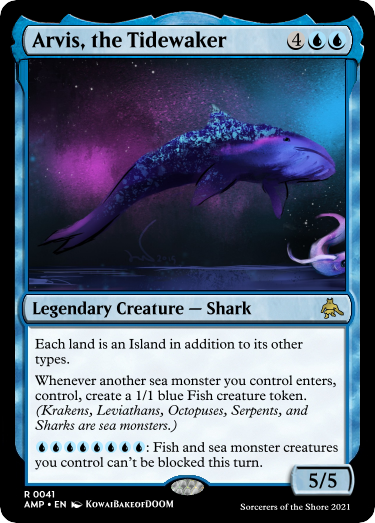 Arvis, the Tidewaker 4
Legendary Creature — Shark
Each land is an Island in addition to its other
types.
Whenever another sea monster you control enters,
control, create a 1/1 blue Fish creature token.
(Krakens, Leviathans, Octopuses, Serpents, and
Sharks are sea monsters.)
: Fish and sea monster creatures
you control can't be blocked this turn.
5/5
R 0041
AMP • EN KowaiBakeofDOOM
Sorcerers of the Shore 2021